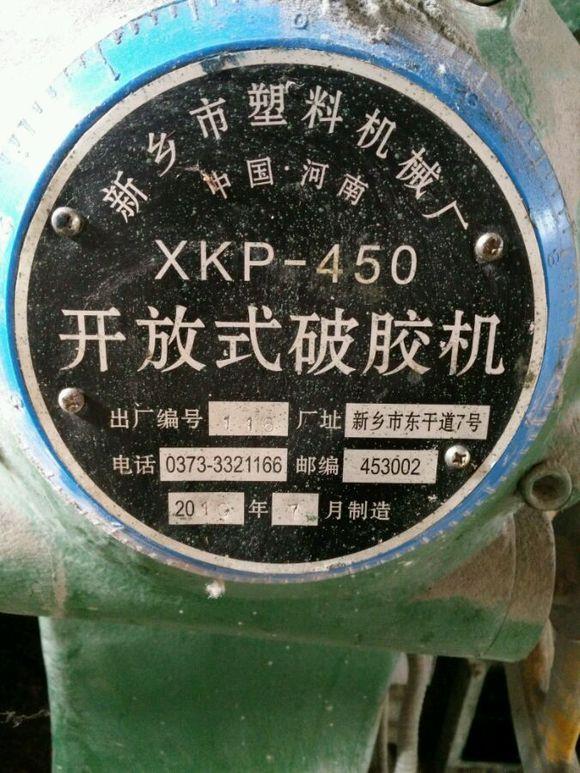 新乡市塑料机械厂
中国·河南
XKP-450
开放式破胶机
出厂编号 厂址 新乡市东干道7号
电话 0373-3321166 邮编 453002
年 7 月制造